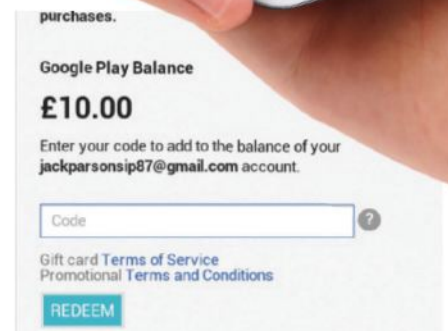 purchases.
Google Play Balance
£10.00
Enter your code to add to the balance of your
jackparsonsip87@gmail.com account.
Code
?
Gift card Terms of Service
Promotional Terms and Conditions
REDEEM